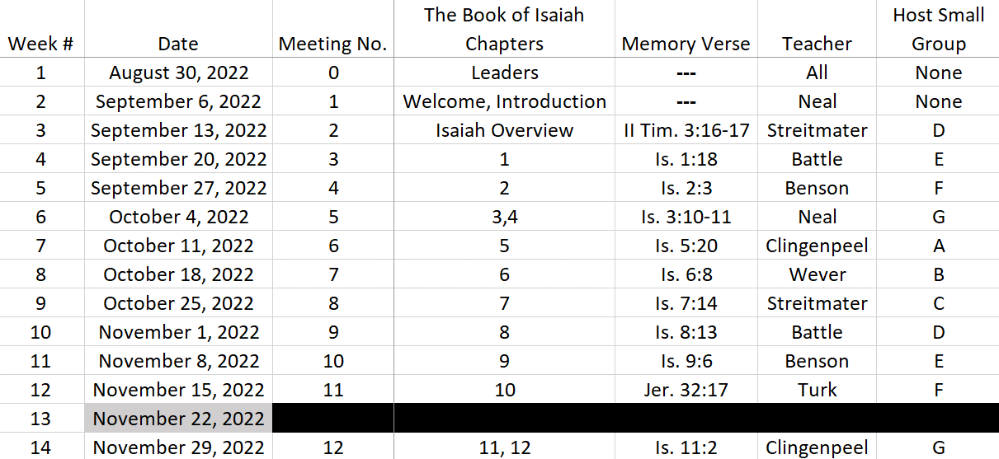 Week # Date Meeting No. The Book of Isaiah Chapters Memory Verse Teacher Host Small Group
1 August 30, 2022 0 Leaders --- All None
2 September 6, 2022 1 Welcome, Introduction --- Neal None
3 September 13, 2022 2 Isaiah Overview II Tim. 3:16-17 Streitmater D
4 September 20, 2022 3 1 Is. 1:18 Battle E
5 September 27, 2022 4 2 Is. 2:3 Benson F
6 October 4, 2022 5 3,4 Is. 3:10-11 Neal G
7 October 11, 2022 6 5 Is. 5:20 Clingenpeel A
8 October 18, 2022 7 6 Is. 6:8 Wever B
9 October 25, 2022 8 7 Is. 7:14 Streitmater C
10 November 1, 2022 9 8 Is. 8:13 Battle D
11 November 8, 2022 10 9 Is. 9:6 Benson E
12 November 15, 2022 11 10 Jer. 32:17 Turk F
13 November 22, 2022
14 November 29, 2022 12 11, 12 Is. 11:2 Clingenpeel G